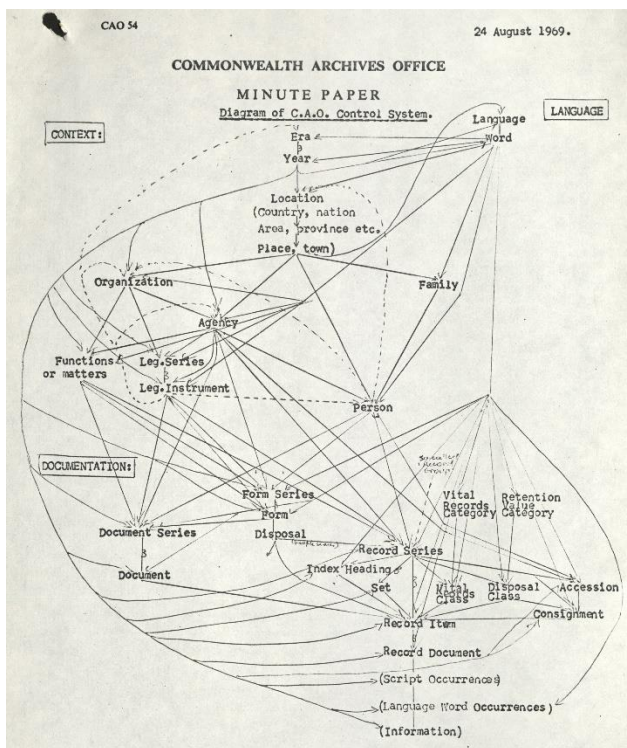 CAO 54
24 August 1969.
COMMONWEALTH ARCHIVES OFFICE
MINUTE PAPER
Diagram of C.A.O. Control System.
CONTEXT:
LANGUAGE
Language
Word
Era
Year
Location
(Country, nation
Area, province etc.
Place, town)
Organization
Family
Agency
Functions
or matters
Leg.Series
Leg.Instrument
Person
DOCUMENTATION:
Form Series
Form
Disposal
Vital
Records
Category
Retention
Value
Category
Document Series
Record Series
Document
Index Heading
Set
Vital
Records
Class
Disposal
Class
Accession
Consignment
Record Item
Record Document
(Script Occurrences)
(Language Word Occurrences)
(Information)